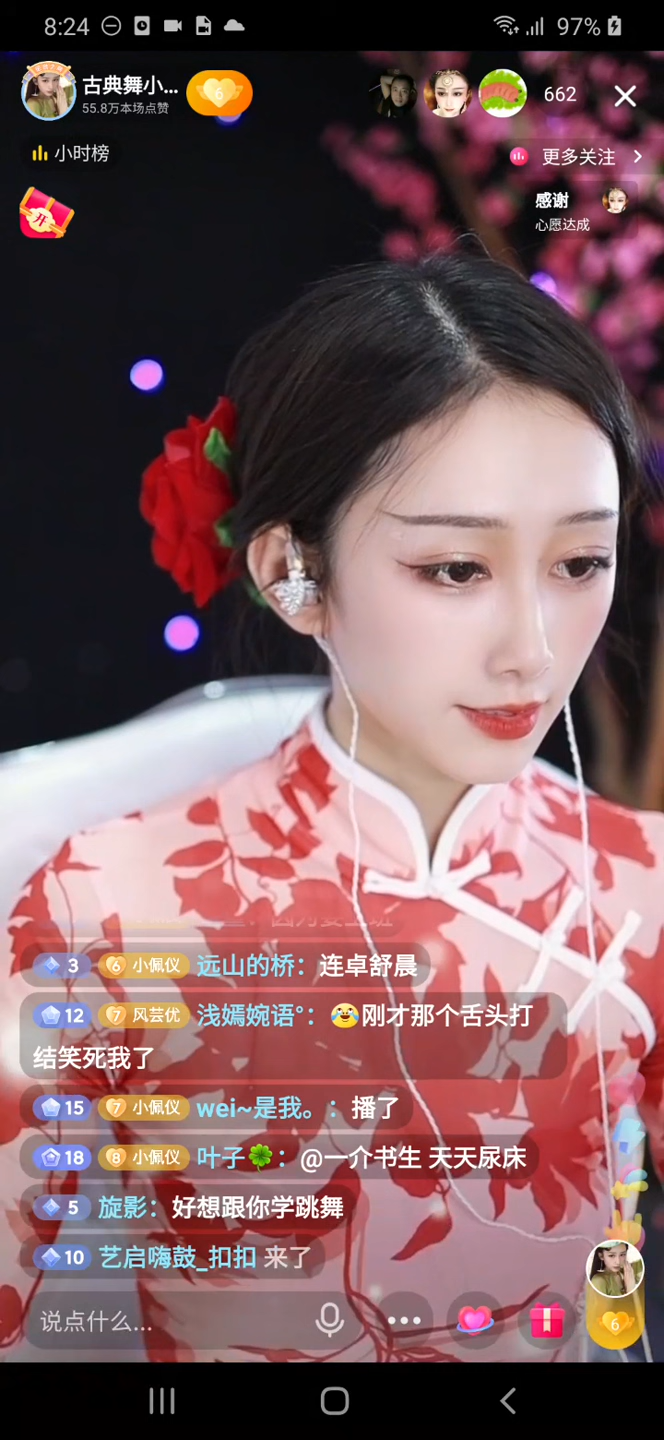 8:24
97%
古典舞小...
55.8万本场点赞
6
662
小时榜
更多关注
开
感谢
心愿达成
3 6 小佩仪 远山的桥：连卓舒晨
12 7 风芸优 浅嫣婉语°：😂刚才那个舌头打
结笑死我了
15 7 小佩仪 wei~是我。：播了
18 8 小佩仪 叶子🍀：@一介书生 天天尿床
5 旋影：好想跟你学跳舞
10 艺启嗨鼓_扣扣 来了
说点什么...
6